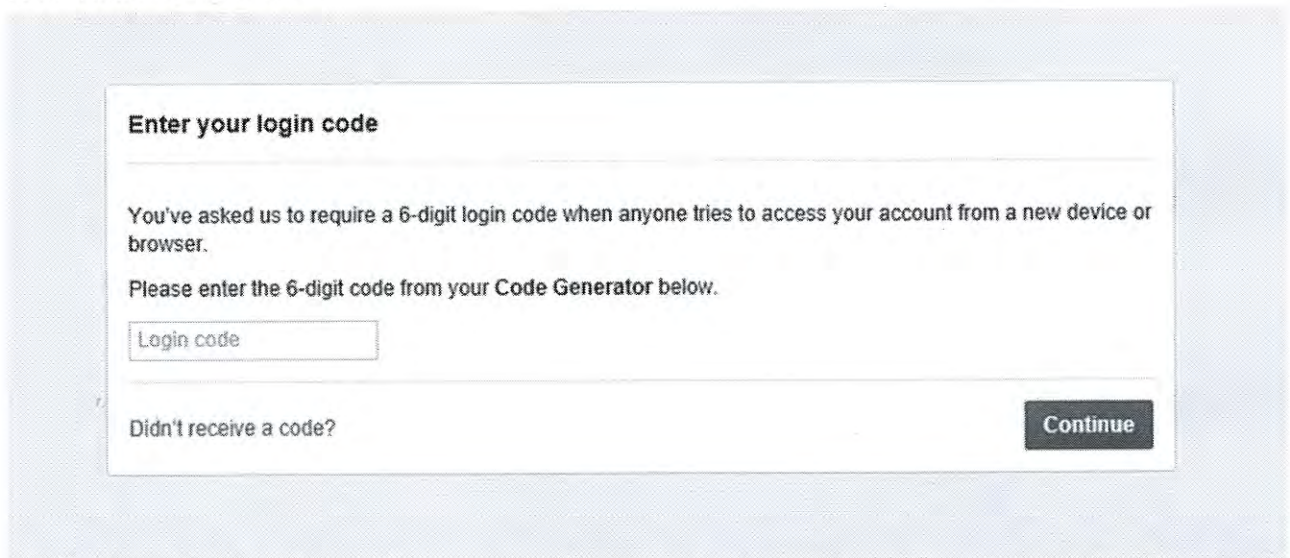 Enter your login code
You've asked us to require a 6-digit login code when anyone tries to access your account from a new device or
browser.
Please enter the 6-digit code from your Code Generator below.
Login code
Didn't receive a code?
Continue